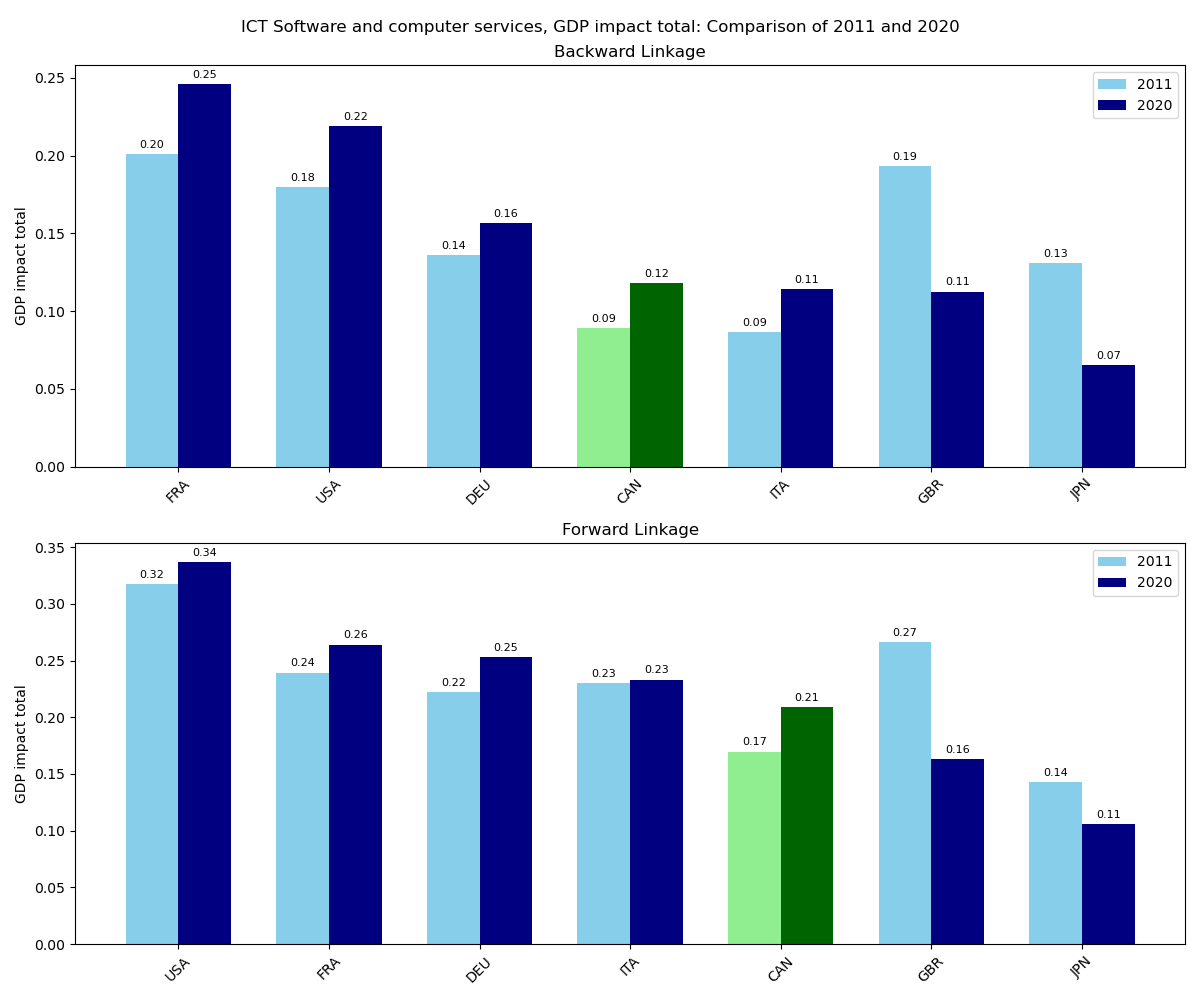 ICT Software and computer services, GDP impact total: Comparison of 2011 and 2020
Backward Linkage
GDP impact total
0.25
0.20
0.15
0.10
0.05
0.00
0.20 0.25 0.18 0.22 0.14 0.16 0.09 0.12 0.09 0.11 0.19 0.11 0.13 0.07
2011
2020
FRA USA DEU CAN ITA GBR JPN
Forward Linkage
GDP impact total
0.35
0.30
0.25
0.20
0.15
0.10
0.05
0.00
0.32 0.34 0.24 0.26 0.22 0.25 0.23 0.23 0.17 0.21 0.27 0.16 0.14 0.11
2011
2020
USA FRA DEU ITA CAN GBR JPN